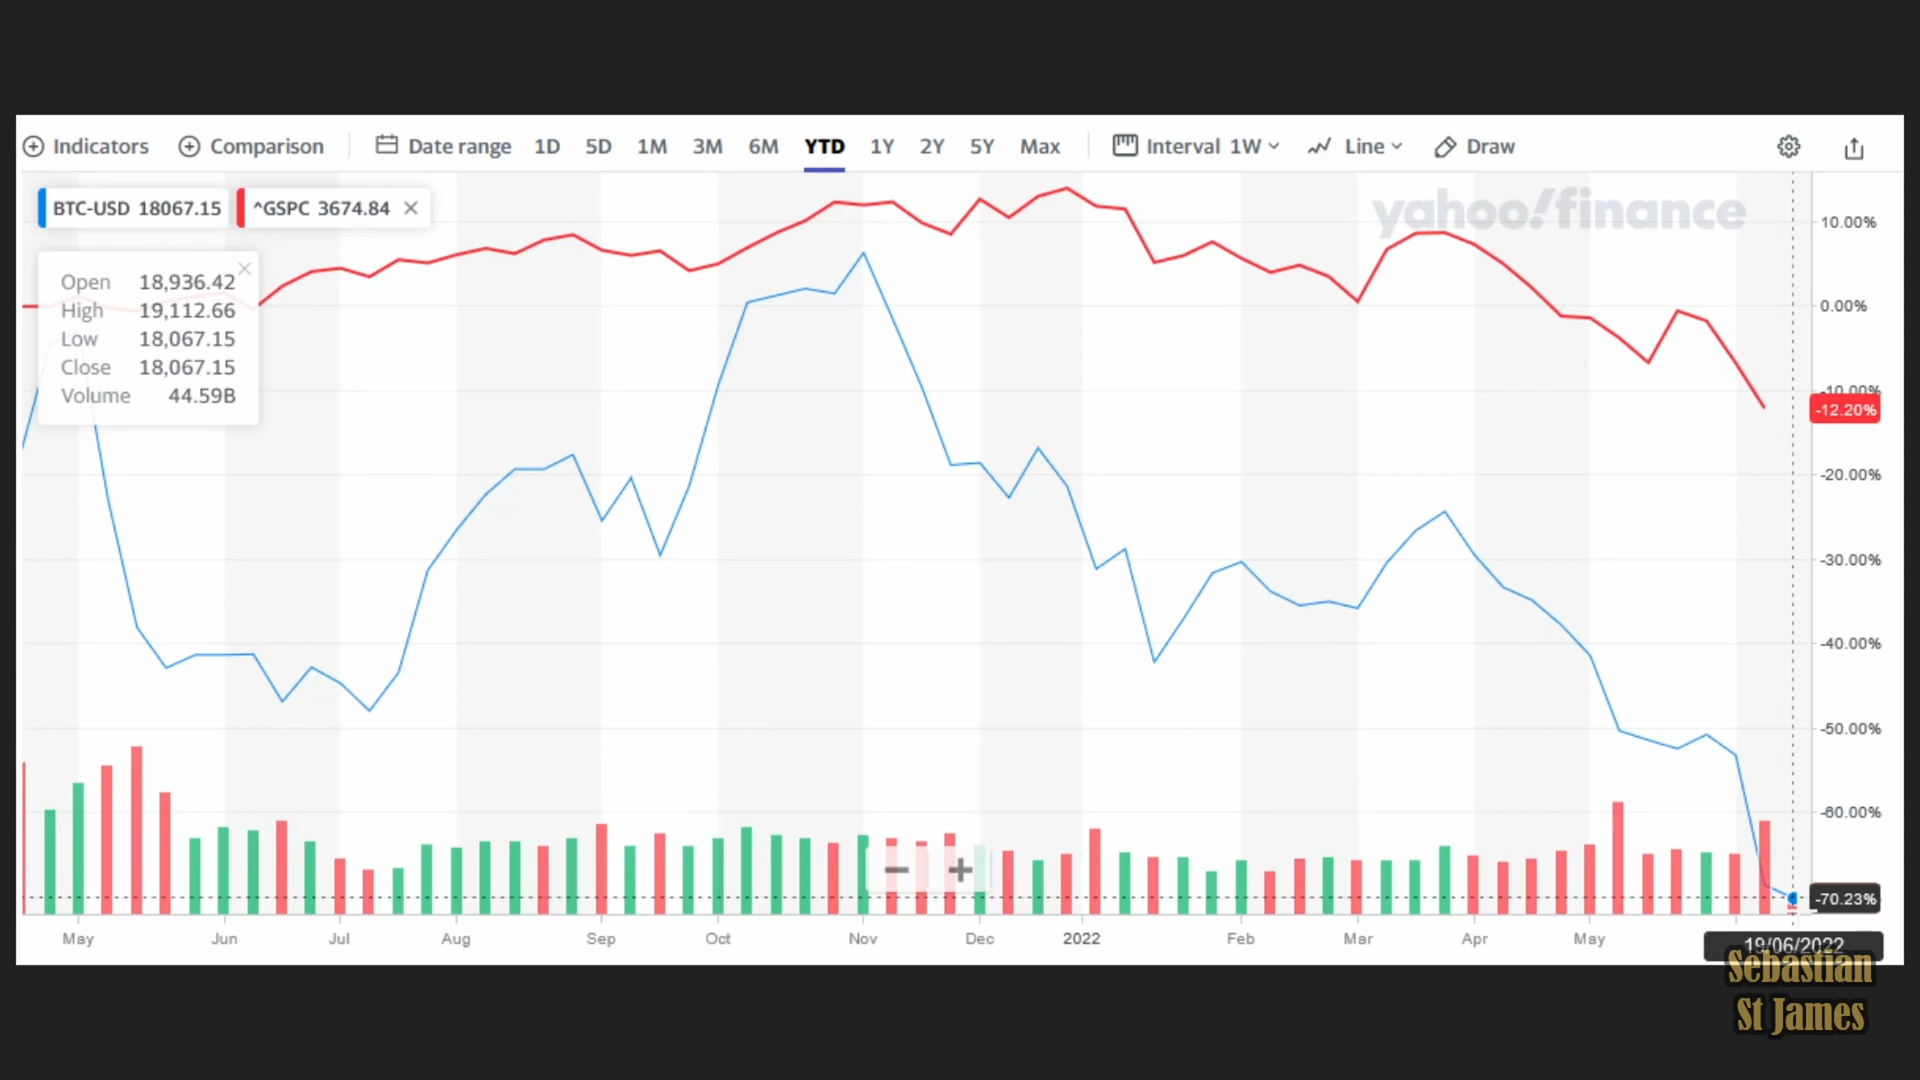 Indicators Comparison Date range 1D 5D 1M 3M 6M YTD 1Y 2Y 5Y Max Interval 1W Line Draw
BTC-USD 18067.15 ^GSPC 3674.84
yahoo!finance
Open 18,936.42
High 19,112.66
Low 18,067.15
Close 18,067.15
Volume 44.59B
10.00%
0.00%
-10.00%
-12.20%
-20.00%
-30.00%
-40.00%
-50.00%
-60.00%
-70.23%
May Jun Jul Aug Sep Oct Nov Dec 2022 Feb Mar Apr May
19/06/2022
Sebastian
St James